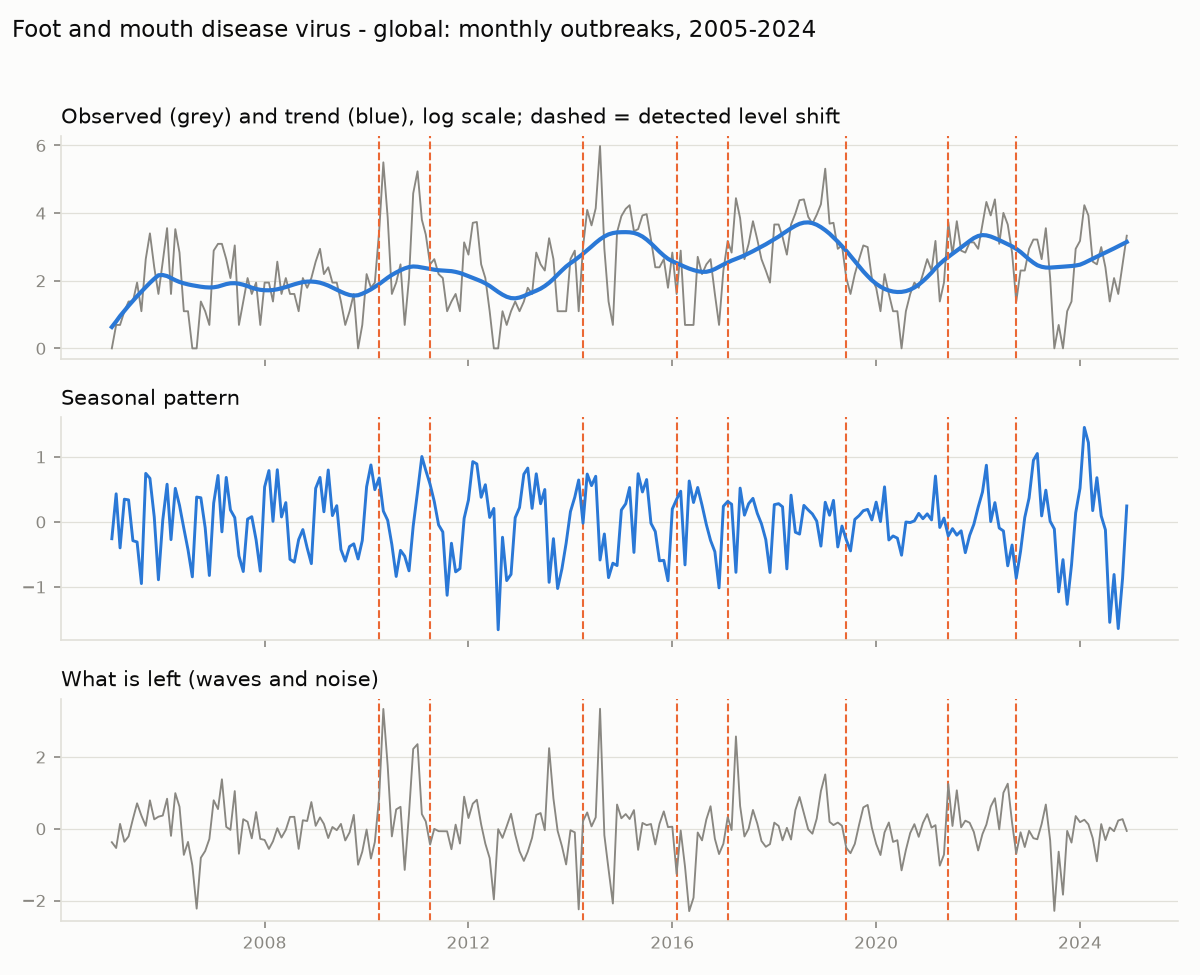 Foot and mouth disease virus - global: monthly outbreaks, 2005-2024
Observed (grey) and trend (blue), log scale; dashed = detected level shift
6
4
2
0
Seasonal pattern
1
0
−1
What is left (waves and noise)
2
0
−2
2008 2012 2016 2020 2024